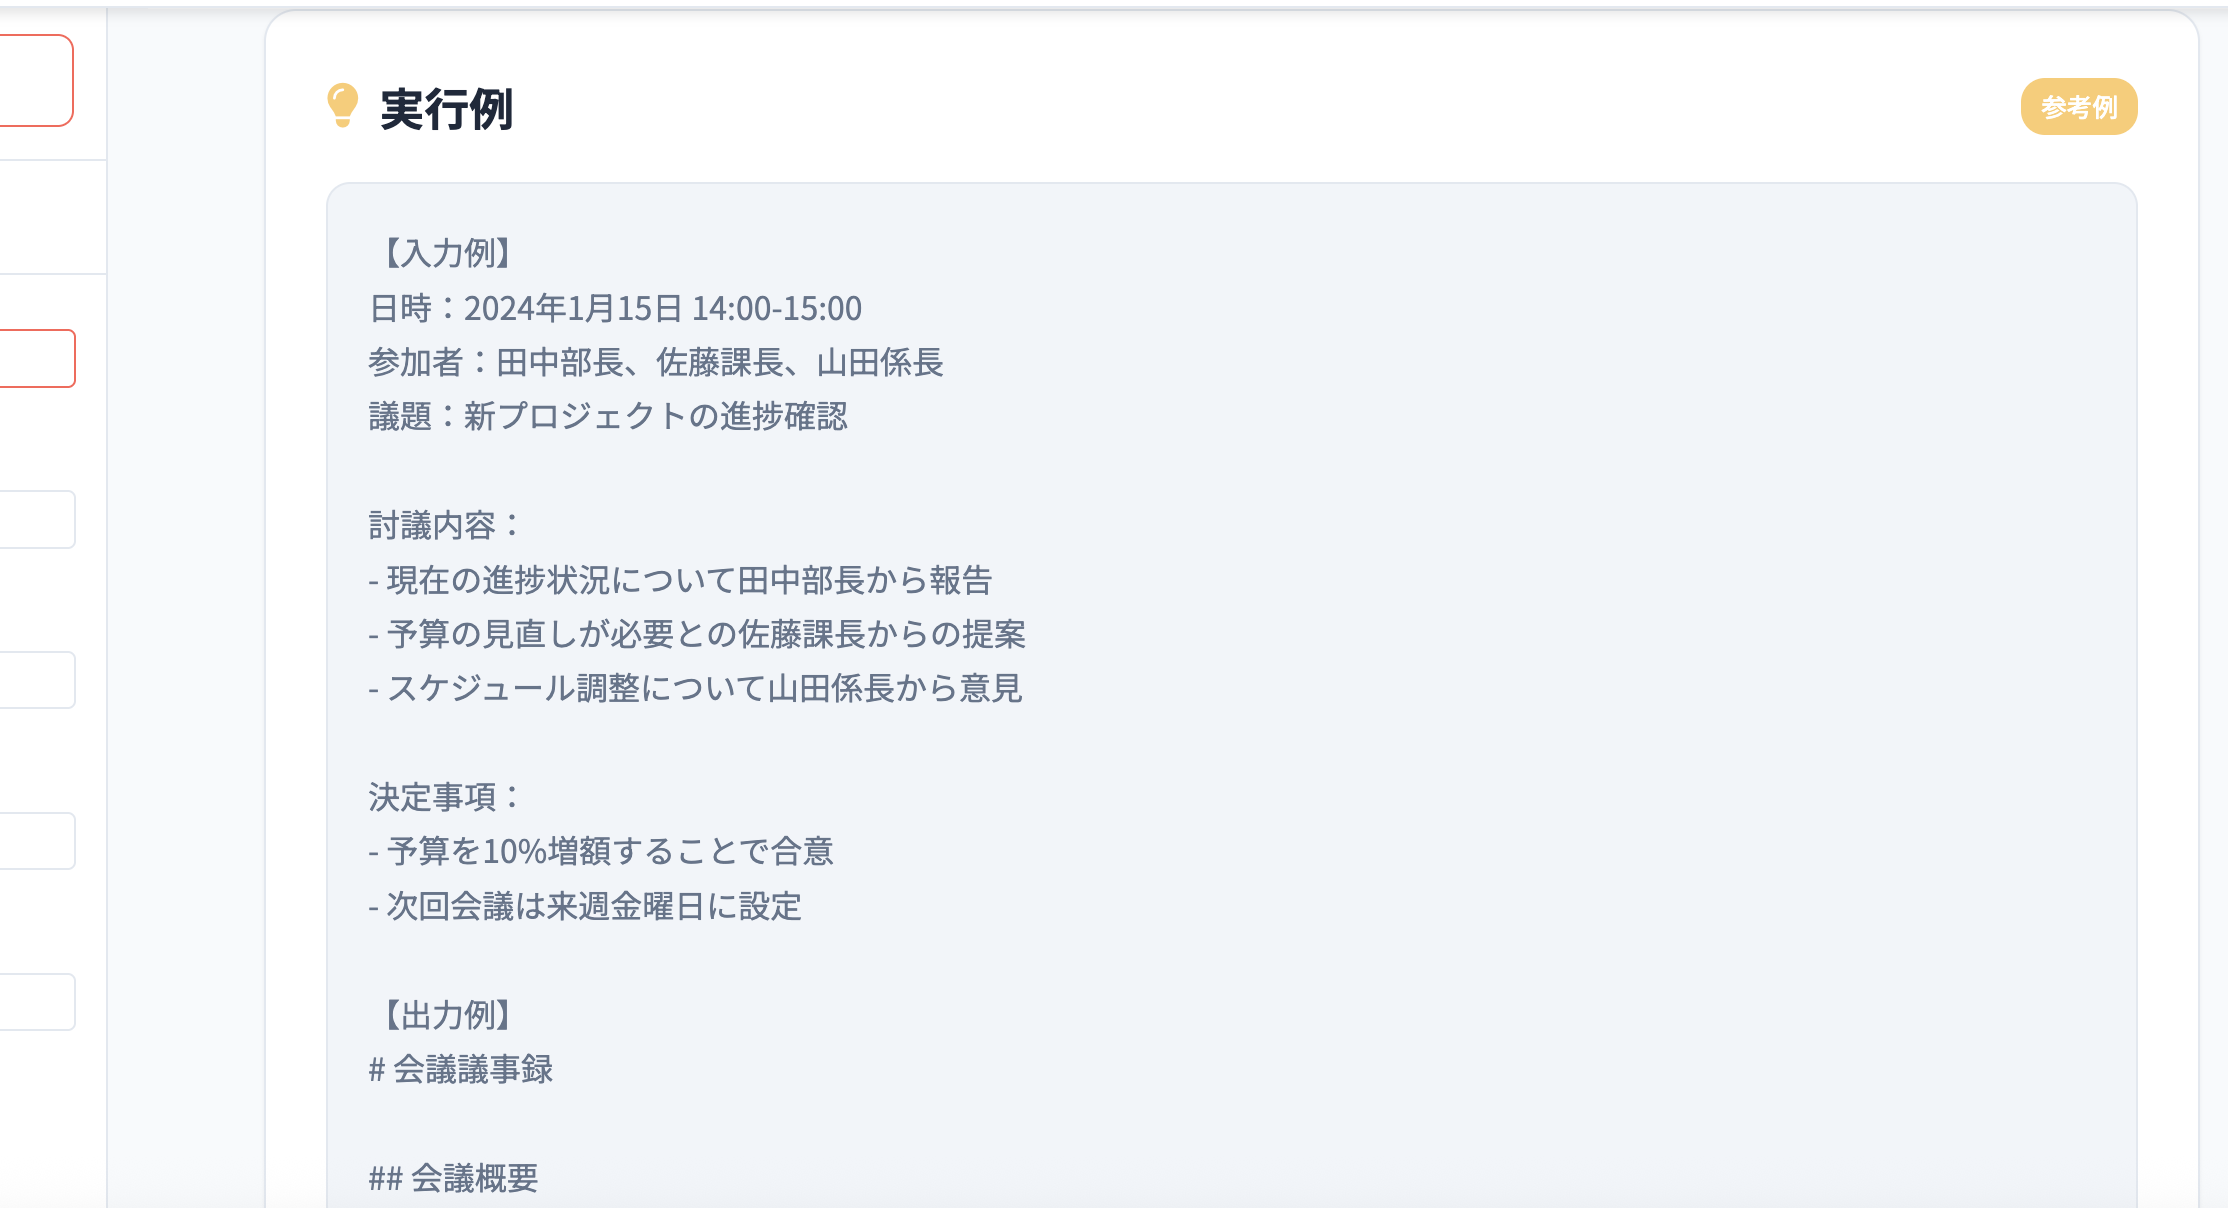 実行例
参考例
【入力例】
日時：2024年1月15日 14:00-15:00
参加者：田中部長、佐藤課長、山田係長
議題：新プロジェクトの進捗確認
討議内容：
- 現在の進捗状況について田中部長から報告
- 予算の見直しが必要との佐藤課長からの提案
- スケジュール調整について山田係長から意見
決定事項：
- 予算を10%増額することで合意
- 次回会議は来週金曜日に設定
【出力例】
# 会議議事録
## 会議概要